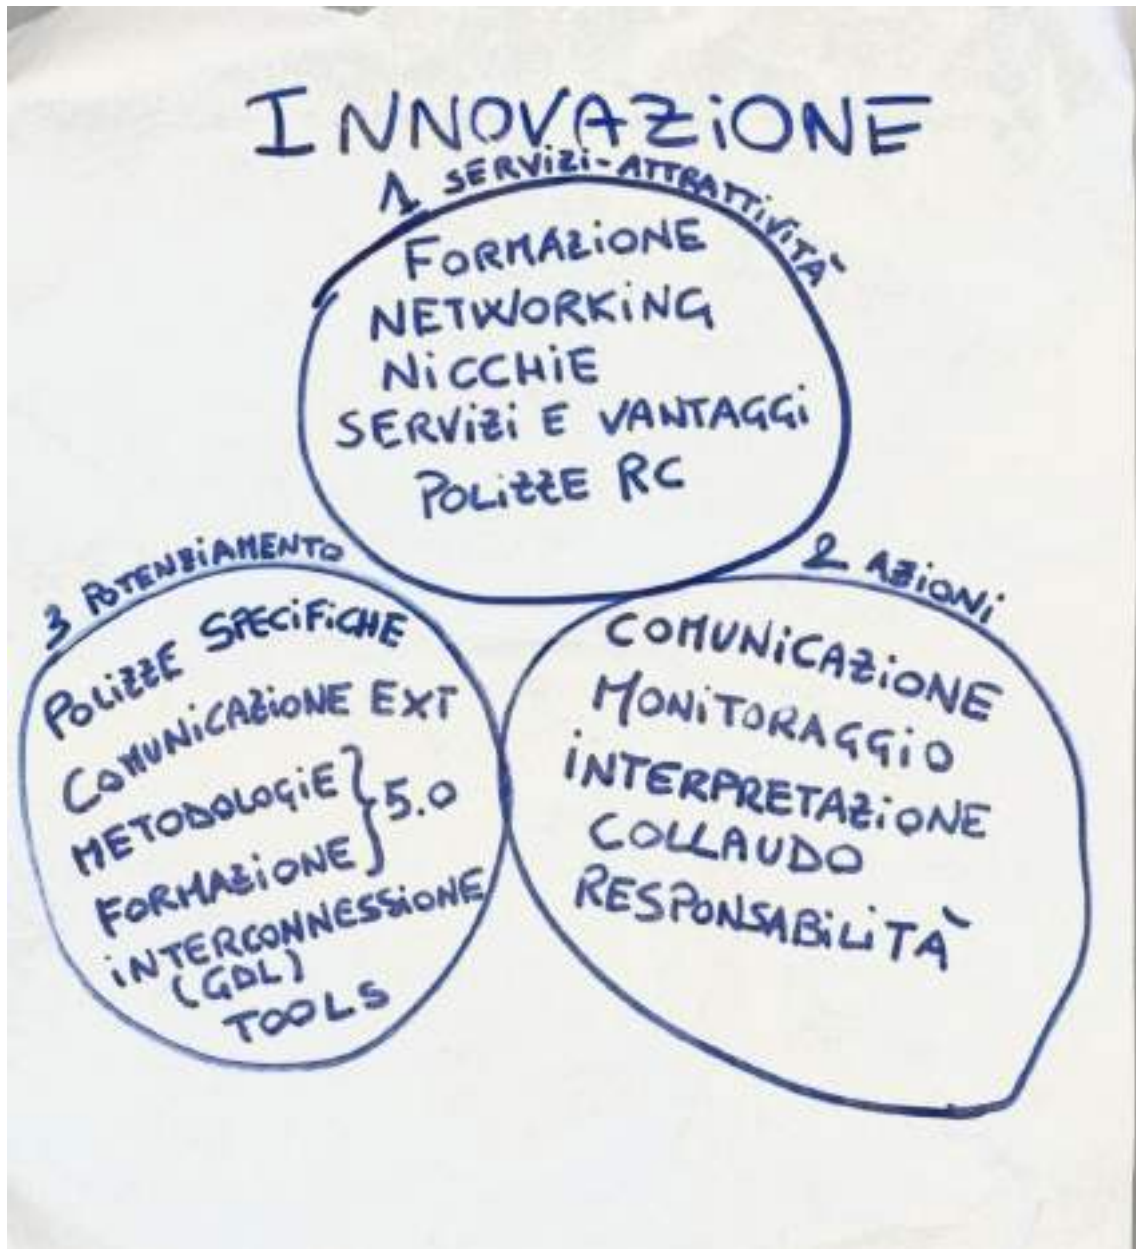 INNOVAZIONE
1 SERVIZI-ATTRATTIVITÀ
FORMAZIONE
NETWORKING
NICCHIE
SERVIZI E VANTAGGI
POLIZZE RC
2 AZIONI
COMUNICAZIONE
MONITORAGGIO
INTERPRETAZIONE
COLLAUDO
RESPONSABILITÀ
3 POTENZIAMENTO
POLIZZE SPECIFICHE
COMUNICAZIONE EXT
METODOLOGIE } 5.0
FORMAZIONE
INTERCONNESSIONE
(GDL)
TOOLS